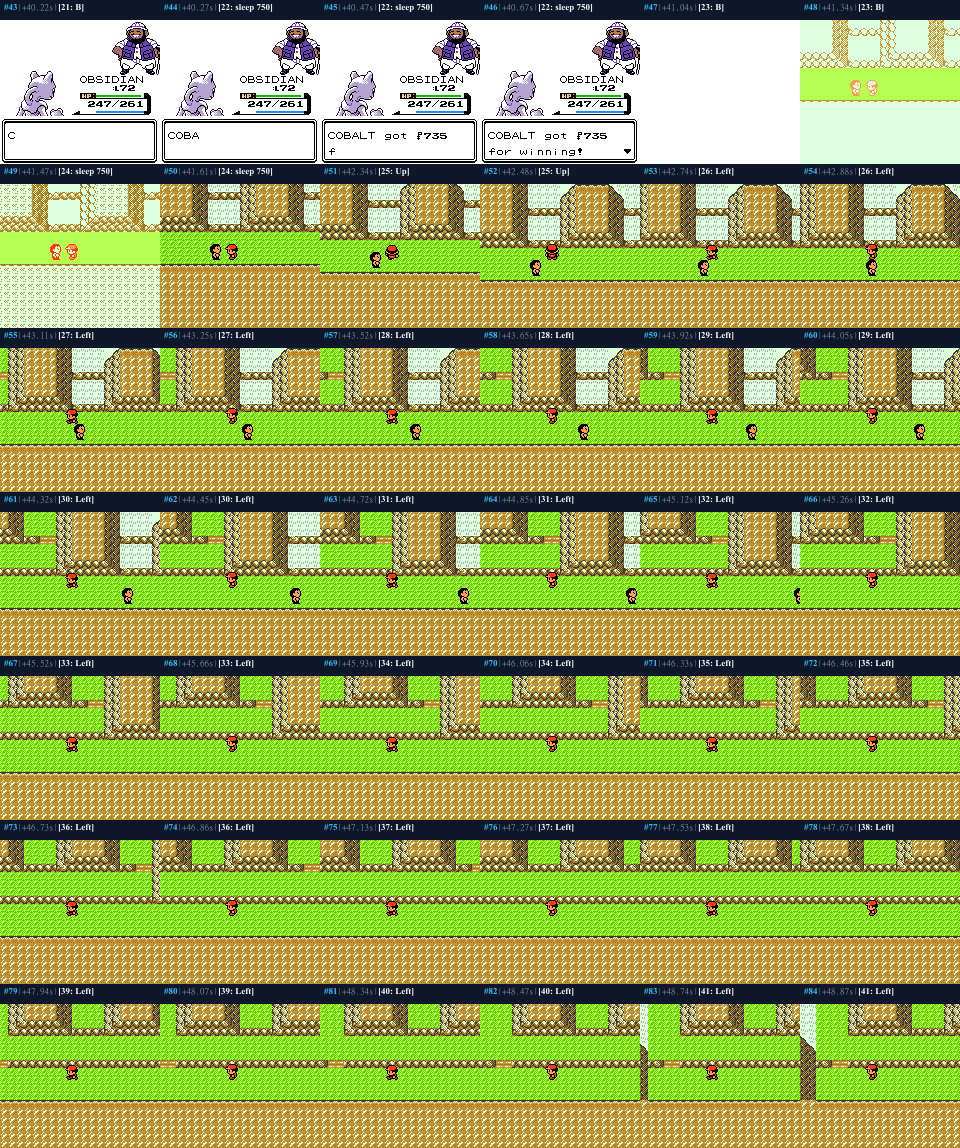 #43|+40.22s| [21: B] #44|+40.27s| [22: sleep 750] #45|+40.47s| [22: sleep 750] #46|+40.67s| [22: sleep 750] #47|+41.04s| [23: B] #48|+41.34s| [23: B]
OBSIDIAN OBSIDIAN OBSIDIAN OBSIDIAN
:L72 :L72 :L72 :L72
HP: HP: HP: HP:
247/261 247/261 247/261 247/261
C COBA COBALT got ₽735 COBALT got ₽735
f for winning!
#49|+41.47s| [24: sleep 750] #50|+41.61s| [24: sleep 750] #51|+42.34s| [25: Up] #52|+42.48s| [25: Up] #53|+42.74s| [26: Left] #54|+42.88s| [26: Left]
#55|+43.11s| [27: Left] #56|+43.25s| [27: Left] #57|+43.52s| [28: Left] #58|+43.65s| [28: Left] #59|+43.92s| [29: Left] #60|+44.05s| [29: Left]
#61|+44.32s| [30: Left] #62|+44.45s| [30: Left] #63|+44.72s| [31: Left] #64|+44.85s| [31: Left] #65|+45.12s| [32: Left] #66|+45.26s| [32: Left]
#67|+45.52s| [33: Left] #68|+45.66s| [33: Left] #69|+45.93s| [34: Left] #70|+46.06s| [34: Left] #71|+46.33s| [35: Left] #72|+46.46s| [35: Left]
#73|+46.73s| [36: Left] #74|+46.86s| [36: Left] #75|+47.13s| [37: Left] #76|+47.27s| [37: Left] #77|+47.53s| [38: Left] #78|+47.67s| [38: Left]
#79|+47.94s| [39: Left] #80|+48.07s| [39: Left] #81|+48.34s| [40: Left] #82|+48.47s| [40: Left] #83|+48.74s| [41: Left] #84|+48.87s| [41: Left]